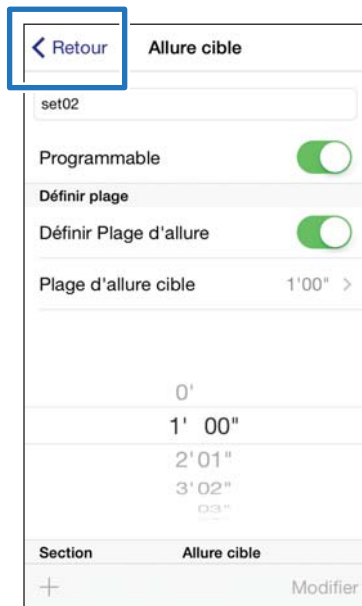 Retour Allure cible
set02
Programmable
Définir plage
Définir Plage d'allure
Plage d'allure cible 1'00" >
0'
1' 00"
2' 01"
3' 02"
03"
Section Allure cible
+ Modifier